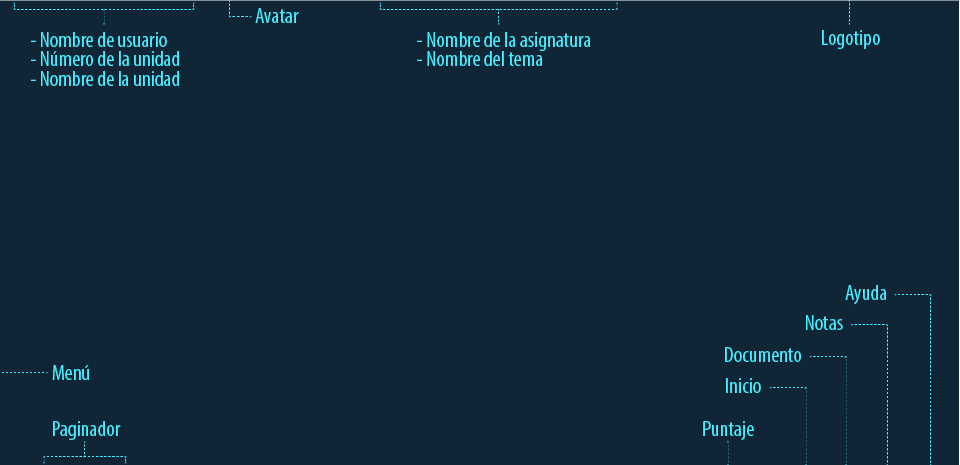 Avatar
- Nombre de usuario
- Número de la unidad
- Nombre de la unidad
- Nombre de la asignatura
- Nombre del tema
Logotipo
Ayuda
Notas
Documento
Menú
Inicio
Paginador
Puntaje